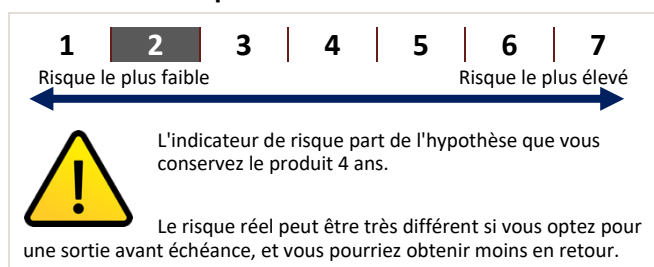 1 2 3 4 5 6 7
Risque le plus faible Risque le plus élevé
L'indicateur de risque part de l'hypothèse que vous
conservez le produit 4 ans.
Le risque réel peut être très différent si vous optez pour
une sortie avant échéance, et vous pourriez obtenir moins en retour.